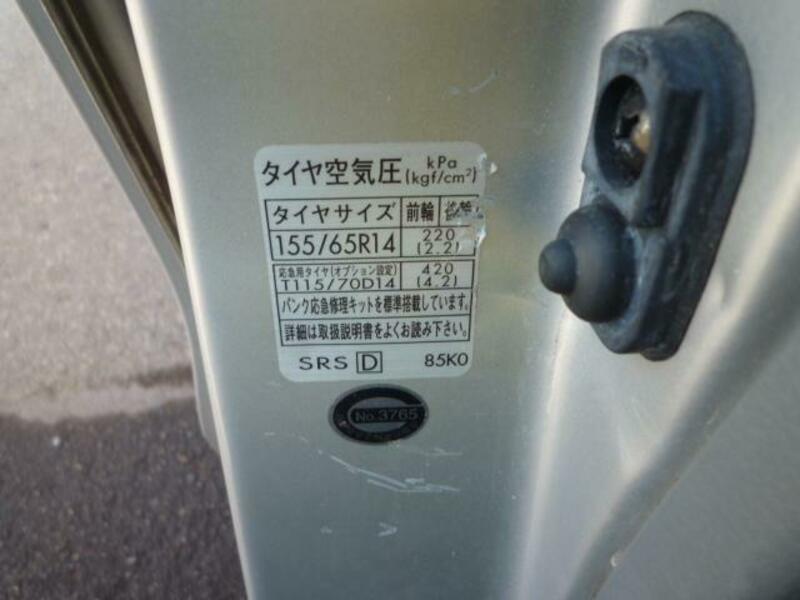 タイヤ空気圧 kPa (kgf/cm²)
タイヤサイズ 前輪 後輪
155/65R14 220 (2.2)
応急用タイヤ(オプション設定) T115/70D14 420 (4.2)
パンク応急修理キットを標準搭載しています。
詳細は取扱説明書をよくお読み下さい。
SRS D 85K0
No.3765